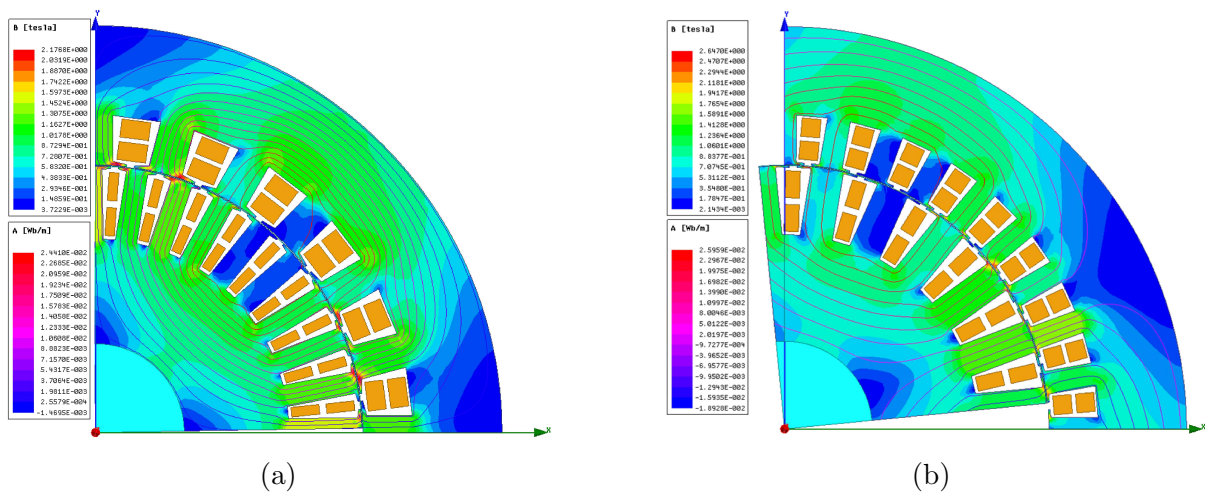 B [tesla]
2.1768E+000
2.0319E+000
1.8870E+000
1.7422E+000
1.5973E+000
1.4524E+000
1.3075E+000
1.1627E+000
1.0178E+000
8.7294E-001
7.2807E-001
5.8320E-001
4.3833E-001
2.9346E-001
1.4859E-001
3.7229E-003
A [Wb/m]
2.4410E-002
2.2685E-002
2.0959E-002
1.9234E-002
1.7509E-002
1.5783E-002
1.4058E-002
1.2333E-002
1.0608E-002
8.8823E-003
7.1570E-003
5.4317E-003
3.7064E-003
1.9811E-003
2.5579E-004
-1.4695E-003
Y
X
(a)
B [tesla]
2.6470E+000
2.4707E+000
2.2944E+000
2.1181E+000
1.9417E+000
1.7654E+000
1.5891E+000
1.4128E+000
1.2364E+000
1.0601E+000
8.8377E-001
7.0745E-001
5.3112E-001
3.5480E-001
1.7847E-001
2.1434E-003
A [Wb/m]
2.5959E-002
2.2967E-002
1.9975E-002
1.6982E-002
1.3990E-002
1.0997E-002
8.0046E-003
5.0122E-003
2.0197E-003
-9.7277E-004
-3.9652E-003
-6.9577E-003
-9.9502E-003
-1.2943E-002
-1.5935E-002
-1.8928E-002
Y
X
(b)